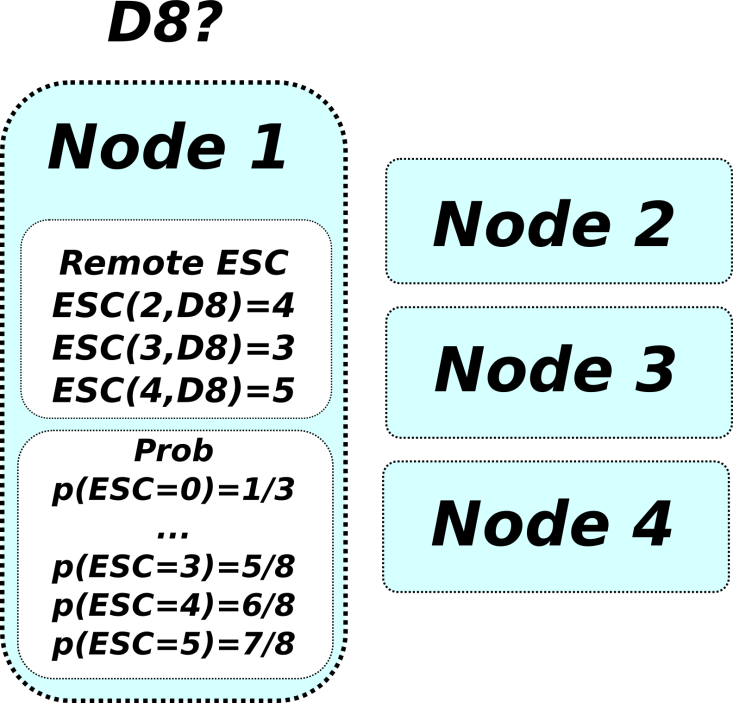 D8?
Node 1
Remote ESC
ESC(2,D8)=4
ESC(3,D8)=3
ESC(4,D8)=5
Prob
p(ESC=0)=1/3
...
p(ESC=3)=5/8
p(ESC=4)=6/8
p(ESC=5)=7/8
Node 2
Node 3
Node 4